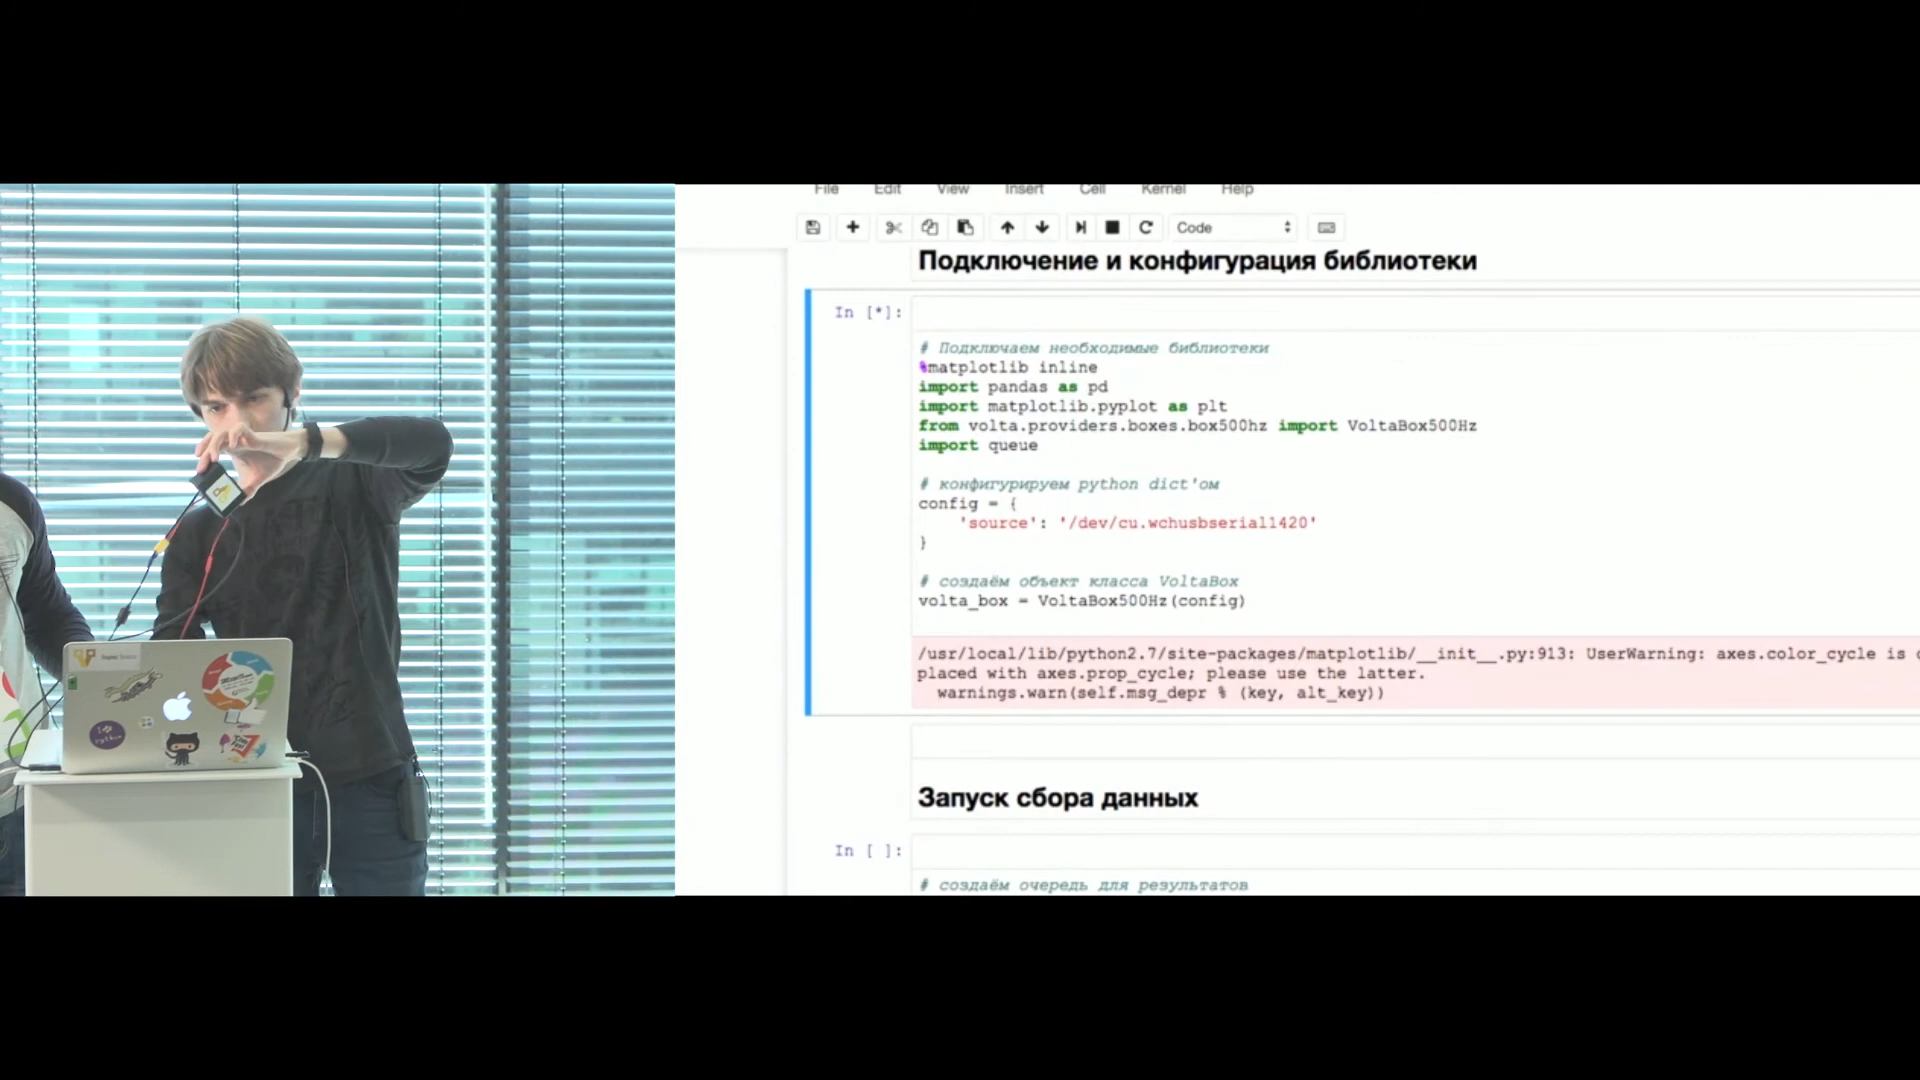 File Edit View Insert Cell Kernel Help
Code
Подключение и конфигурация библиотеки
In [*]:
# Подключаем необходимые библиотеки
%matplotlib inline
import pandas as pd
import matplotlib.pyplot as plt
from volta.providers.boxes.box500hz import VoltaBox500Hz
import queue
# конфигурируем python dict'ом
config = {
'source': '/dev/cu.wchusbserial1420'
}
# создаём объект класса VoltaBox
volta_box = VoltaBox500Hz(config)
/usr/local/lib/python2.7/site-packages/matplotlib/__init__.py:913: UserWarning: axes.color_cycle is
placed with axes.prop_cycle; please use the latter.
warnings.warn(self.msg_depr % (key, alt_key))
Запуск сбора данных
In [ ]:
# создаём очередь для результатов